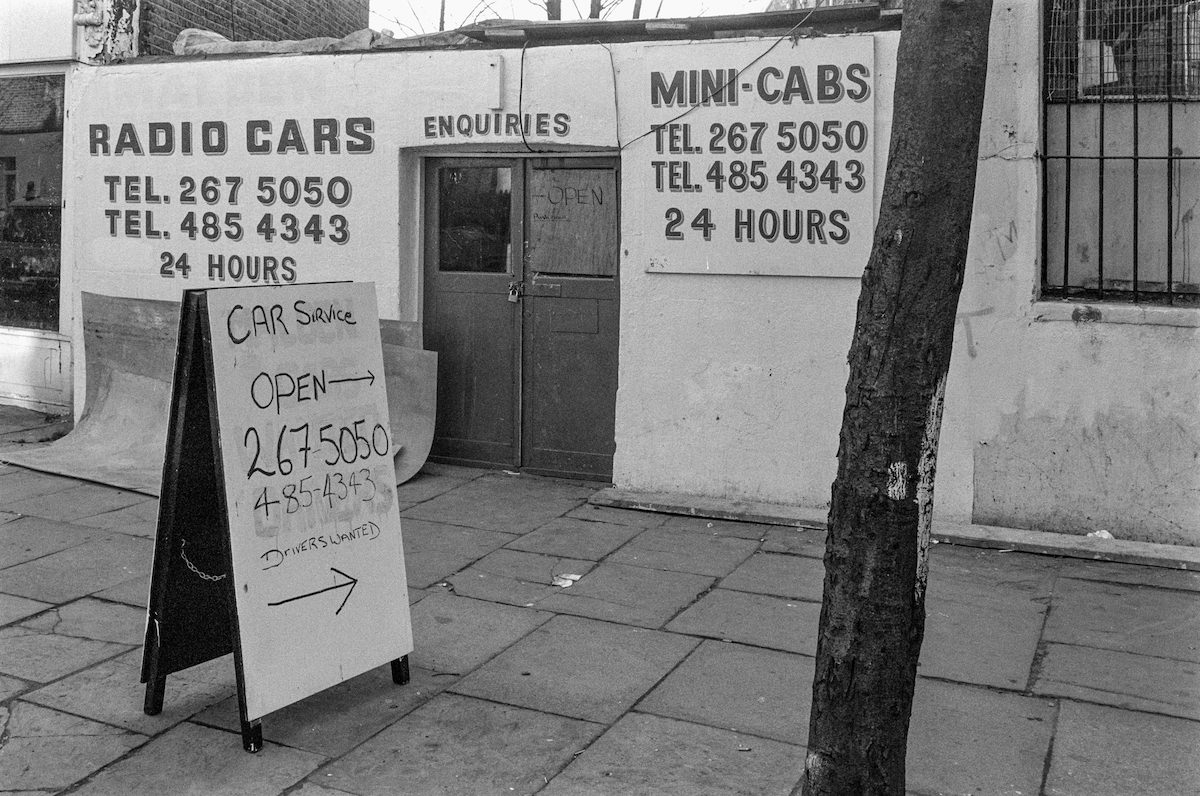 RADIO CARS
TEL. 267 5050
TEL. 485 4343
24 HOURS
ENQUIRIES
OPEN
MINI-CABS
TEL. 267 5050
TEL. 485 4343
24 HOURS
CAR SERVICE
OPEN →
267-5050
485-4343
DRIVERS WANTED
→